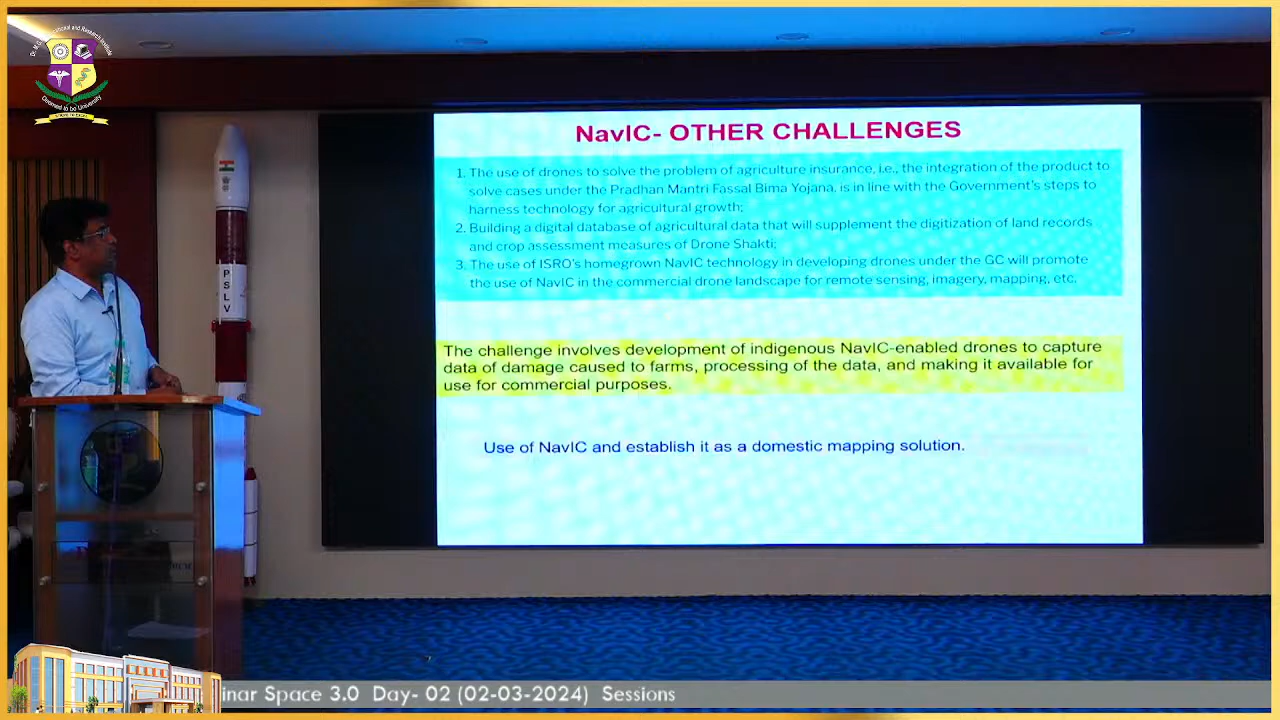 Deemed to be University
NavIC- OTHER CHALLENGES
1. The use of drones to solve the problem of agriculture insurance, i.e., the integration of the product to
solve cases under the Pradhan Mantri Fassal Bima Yojana, is in line with the Government's steps to
harness technology for agricultural growth;
2. Building a digital database of agricultural data that will supplement the digitization of land records
and crop assessment measures of Drone Shakti;
3. The use of ISRO's homegrown NavIC technology in developing drones under the GC will promote
the use of NavIC in the commercial drone landscape for remote sensing, imagery, mapping, etc.
P
S
L
V
The challenge involves development of indigenous NavIC-enabled drones to capture
data of damage caused to farms, processing of the data, and making it available for
use for commercial purposes.
Use of NavIC and establish it as a domestic mapping solution.
inar Space 3.0 Day- 02 (02-03-2024) Sessions